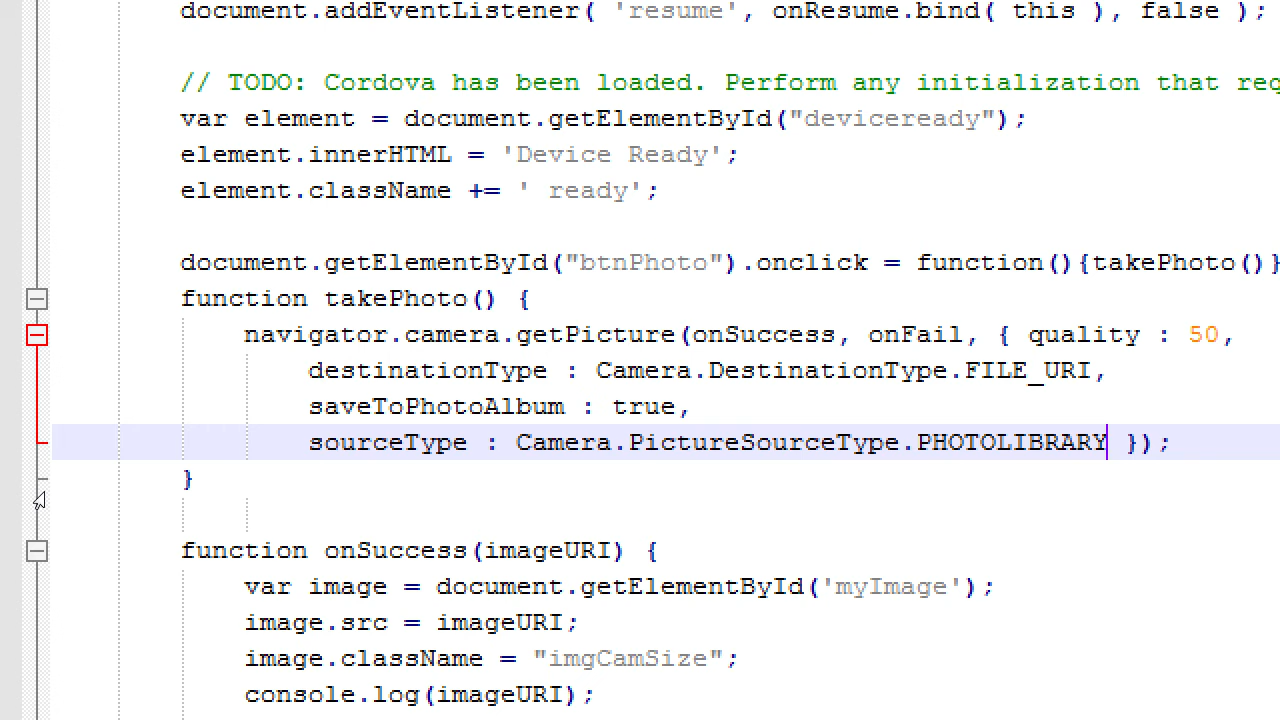 document.addEventListener( 'resume', onResume.bind( this ), false );
// TODO: Cordova has been loaded. Perform any initialization that req
var element = document.getElementById("deviceready");
element.innerHTML = 'Device Ready';
element.className += ' ready';
document.getElementById("btnPhoto").onclick = function(){takePhoto()}
function takePhoto() {
navigator.camera.getPicture(onSuccess, onFail, { quality : 50,
destinationType : Camera.DestinationType.FILE_URI,
saveToPhotoAlbum : true,
sourceType : Camera.PictureSourceType.PHOTOLIBRARY });
}
function onSuccess(imageURI) {
var image = document.getElementById('myImage');
image.src = imageURI;
image.className = "imgCamSize";
console.log(imageURI);